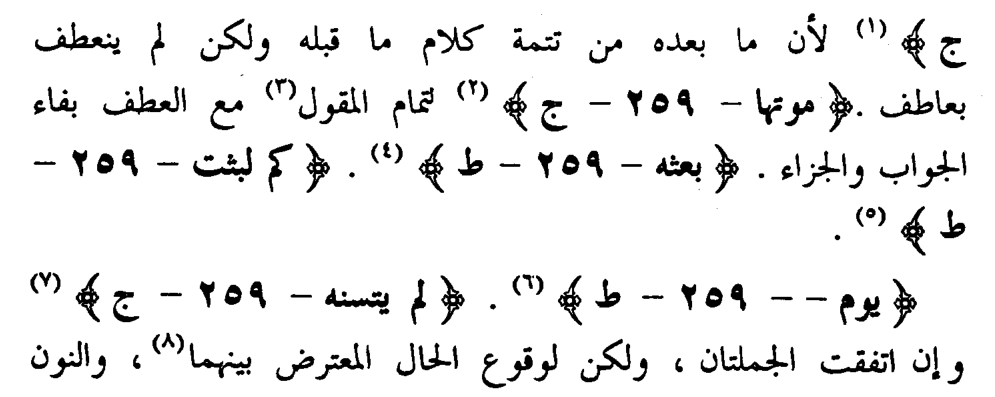 ج ﴾ (١) لأن ما بعده من تتمة كلام ما قبله ولكن لم ينعطف
بعاطف . ﴿ موتها – ٢٥٩ – ج ﴾ (٢) لتمام المقول(٣) مع العطف بفاء
الجواب والجزاء . ﴿ بعثه – ٢٥٩ – ط ﴾ (٤) . ﴿ كم لبثت – ٢٥٩ –
ط ﴾ (٥) .
﴿ يوم – – ٢٥٩ – ط ﴾ (٦) . ﴿ لم يتسنه – ٢٥٩ – ج ﴾ (٧)
وإن اتفقت الجملتان ، ولكن لوقوع الحال المعترض بينهما(٨) ، والنون